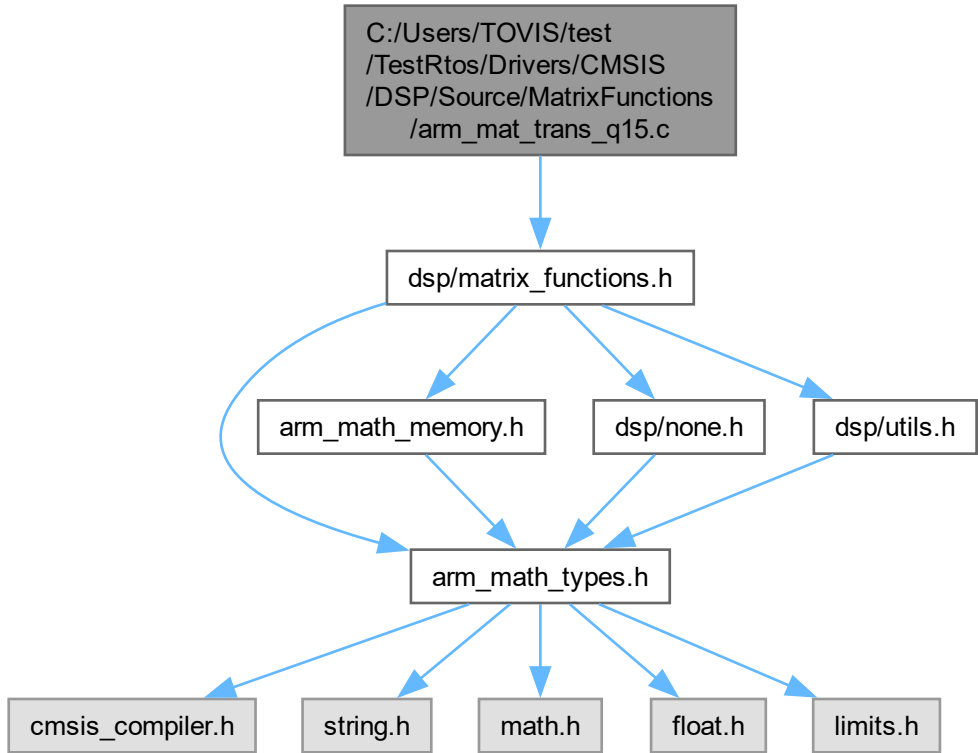 C:/Users/TOVIS/test
/TestRtos/Drivers/CMSIS
/DSP/Source/MatrixFunctions
/arm_mat_trans_q15.c
dsp/matrix_functions.h
arm_math_memory.h
dsp/none.h
dsp/utils.h
arm_math_types.h
cmsis_compiler.h
string.h
math.h
float.h
limits.h